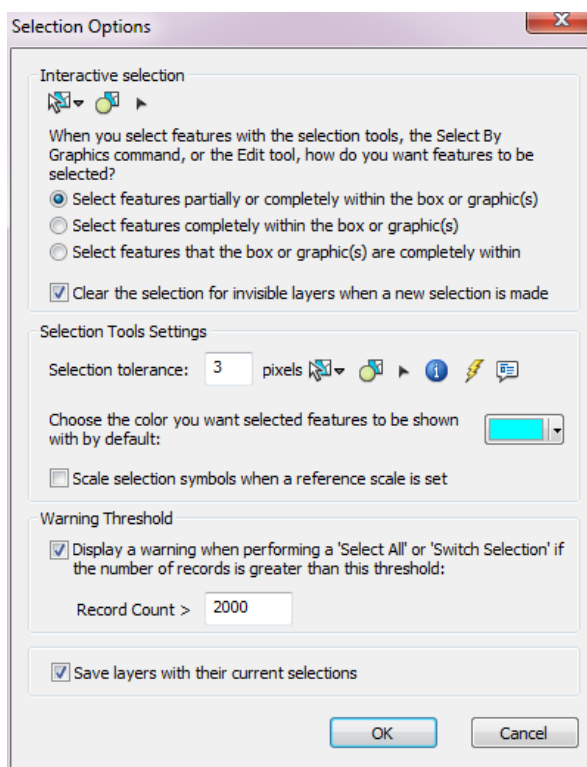 Selection Options
Interactive selection
When you select features with the selection tools, the Select By
Graphics command, or the Edit tool, how do you want features to be
selected?
Select features partially or completely within the box or graphic(s)
Select features completely within the box or graphic(s)
Select features that the box or graphic(s) are completely within
Clear the selection for invisible layers when a new selection is made
Selection Tools Settings
Selection tolerance: 3 pixels
Choose the color you want selected features to be shown
with by default:
Scale selection symbols when a reference scale is set
Warning Threshold
Display a warning when performing a 'Select All' or 'Switch Selection' if
the number of records is greater than this threshold:
Record Count > 2000
Save layers with their current selections
OK Cancel